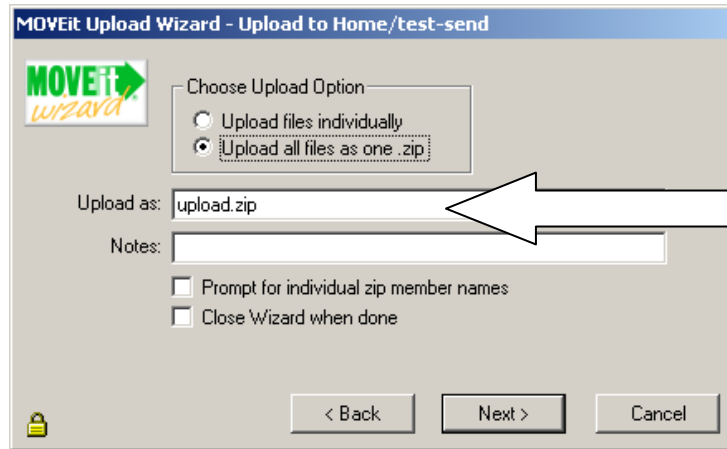 MOVEit Upload Wizard - Upload to Home/test-send
MOVEit
wizard
Choose Upload Option
Upload files individually
Upload all files as one .zip
Upload as: upload.zip
Notes:
Prompt for individual zip member names
Close Wizard when done
< Back Next > Cancel